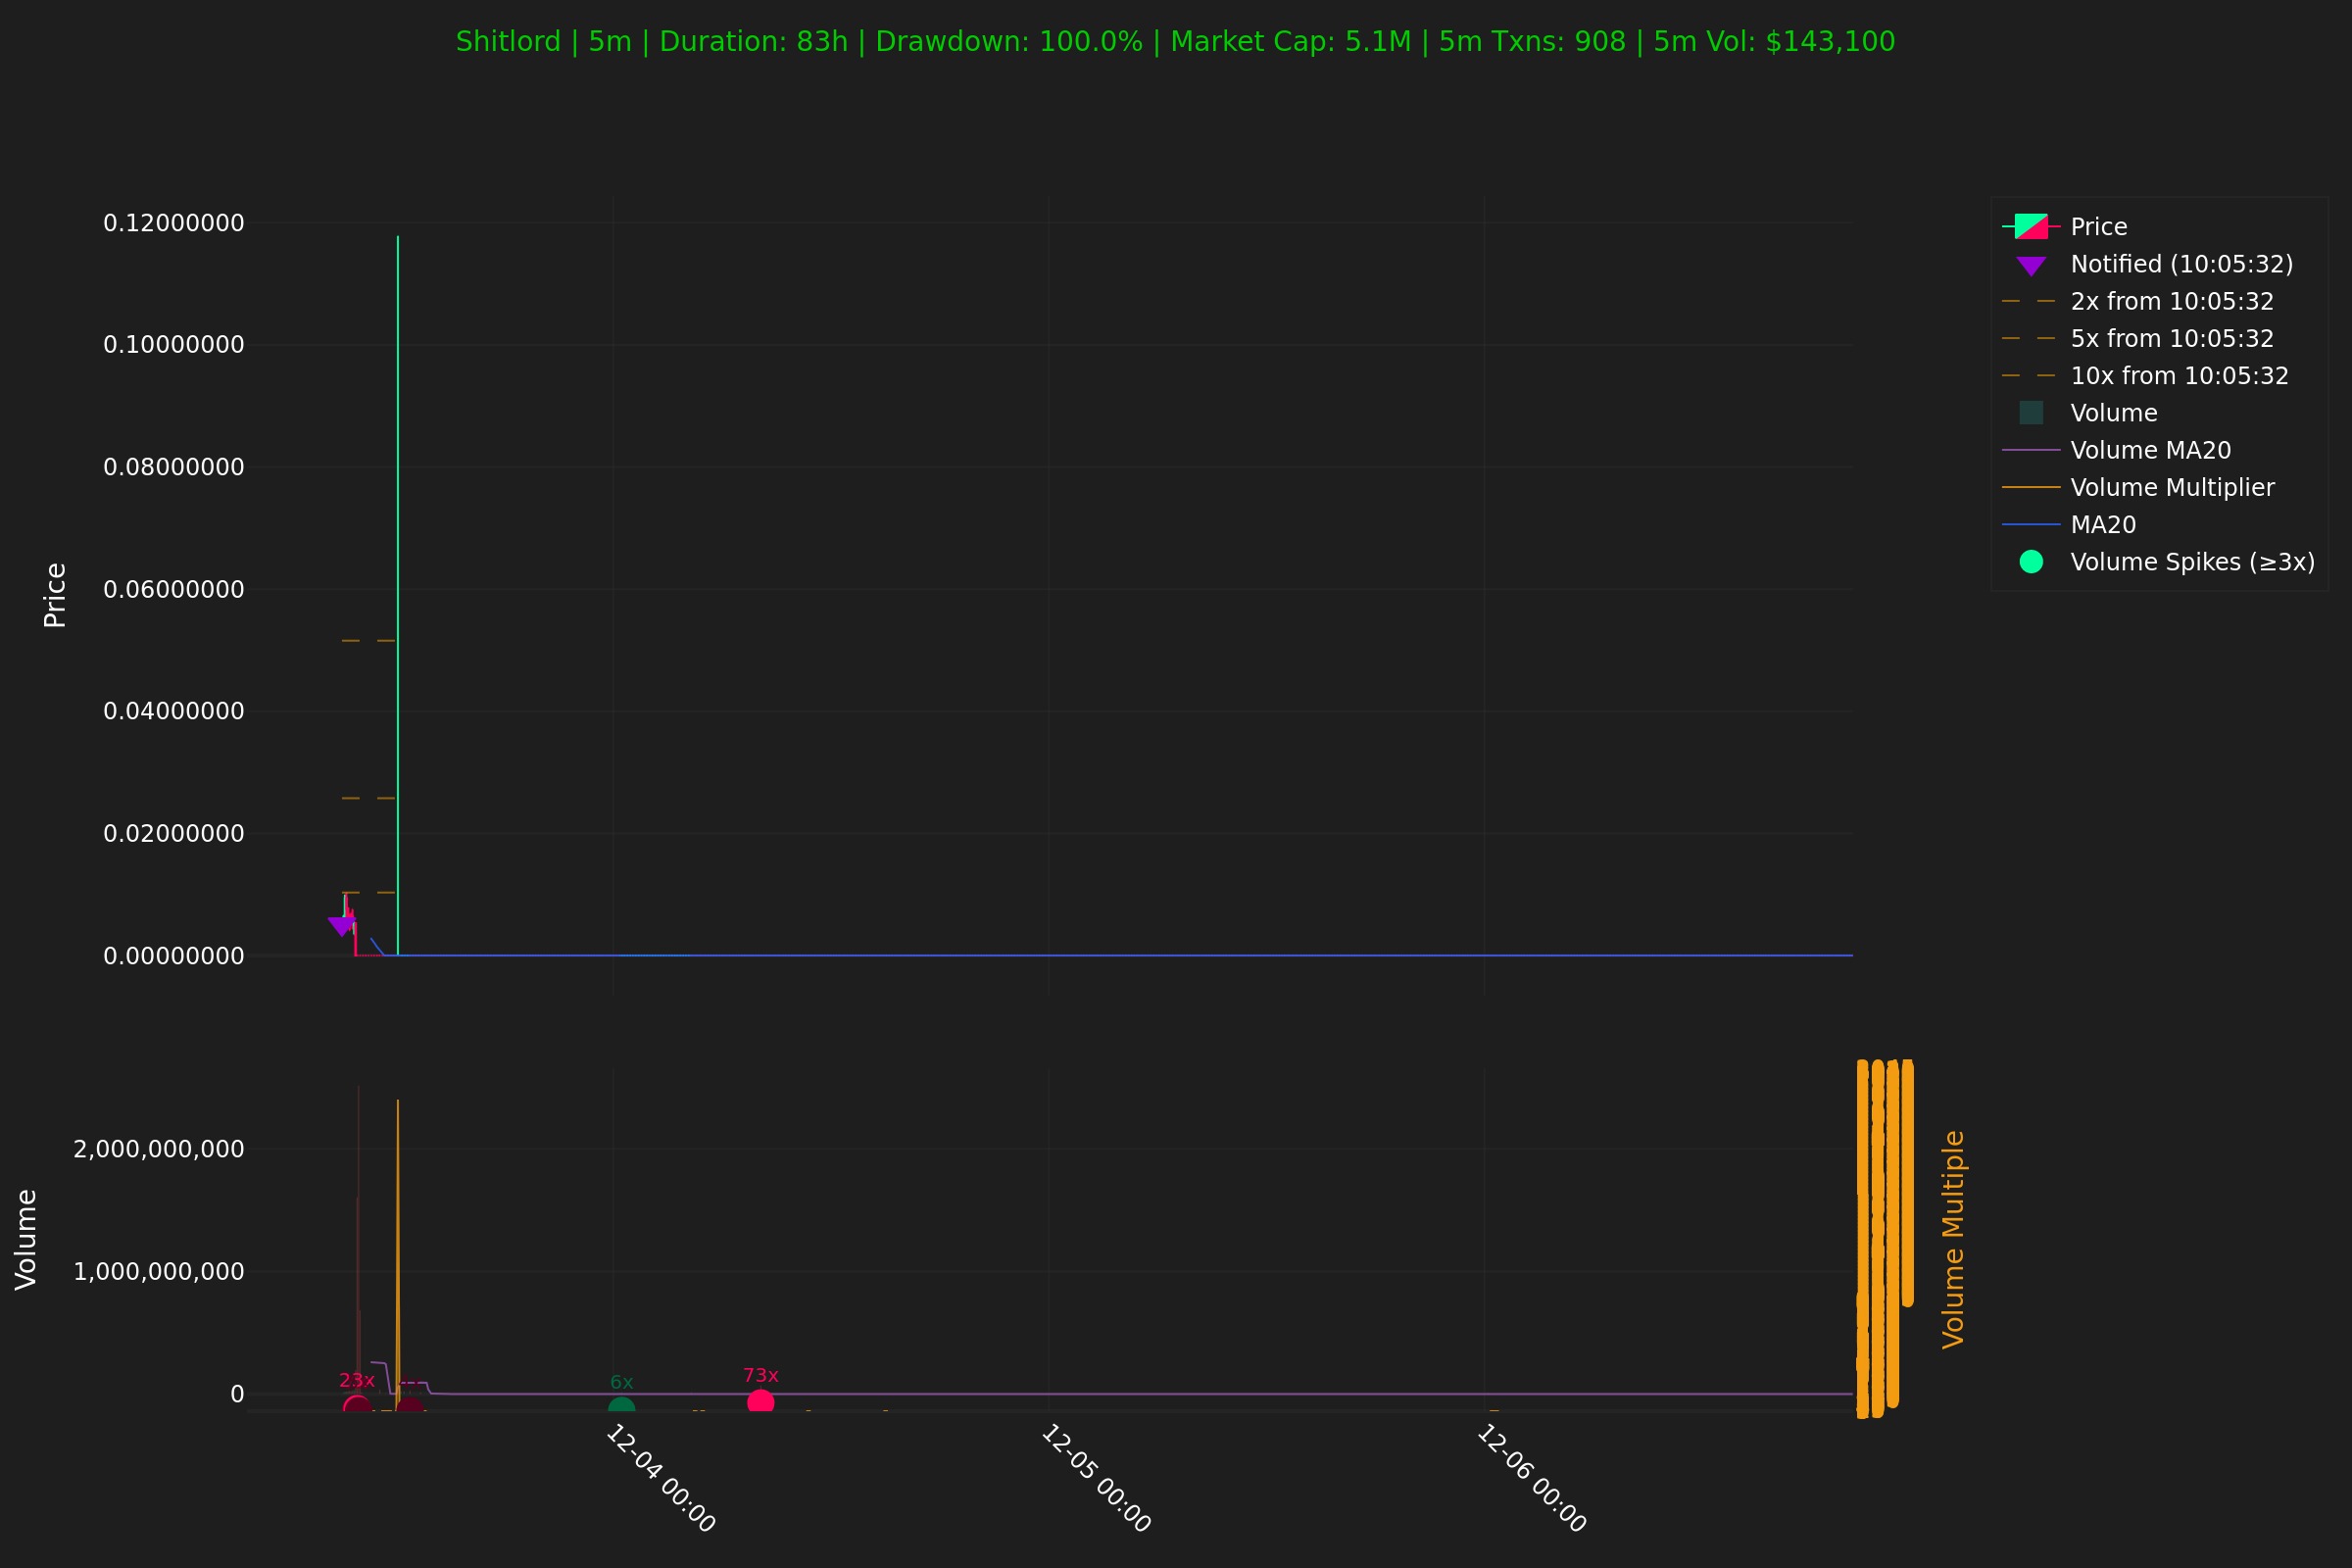 Shitlord | 5m | Duration: 83h | Drawdown: 100.0% | Market Cap: 5.1M | 5m Txns: 908 | 5m Vol: $143,100
Price
0.12000000
0.10000000
0.08000000
0.06000000
0.04000000
0.02000000
0.00000000
Price
Notified (10:05:32)
2x from 10:05:32
5x from 10:05:32
10x from 10:05:32
Volume
Volume MA20
Volume Multiplier
MA20
Volume Spikes (≥3x)
Volume
2,000,000,000
1,000,000,000
0
23x
6x
73x
Volume Multiple
12-04 00:00
12-05 00:00
12-06 00:00